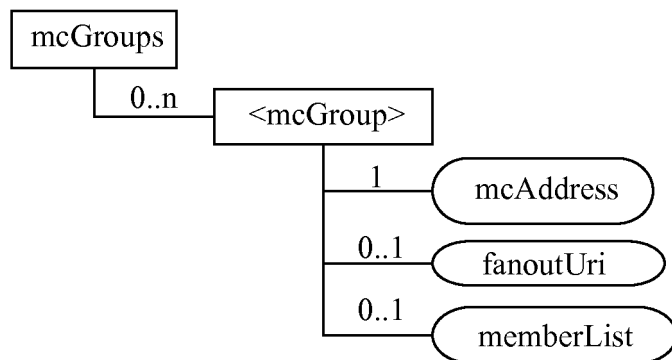 mcGroups
0..n
<mcGroup>
1
mcAddress
0..1
fanoutUri
0..1
memberList